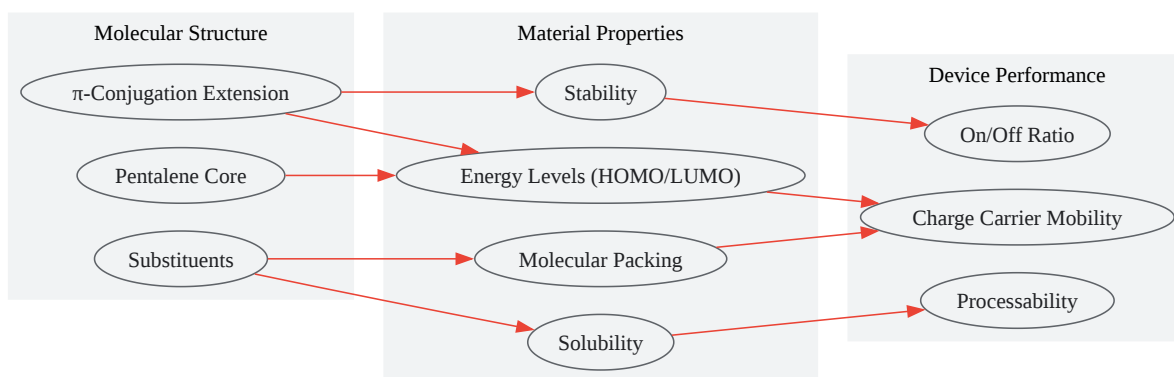 Molecular Structure
π-Conjugation Extension
Pentalene Core
Substituents
Material Properties
Stability
Energy Levels (HOMO/LUMO)
Molecular Packing
Solubility
Device Performance
On/Off Ratio
Charge Carrier Mobility
Processability